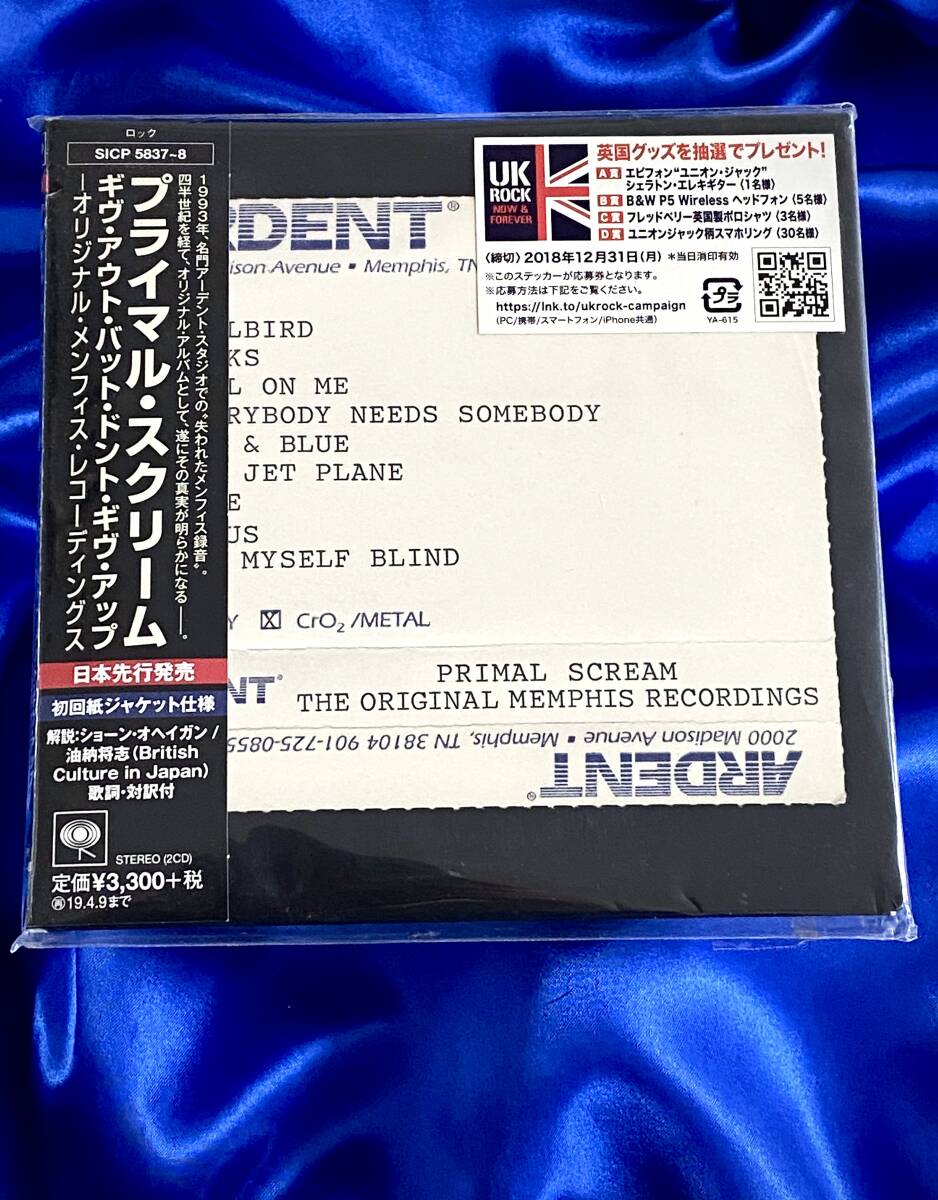 ロック
SICP 5837~8
1993年、名門アーデント・スタジオでの“失われたメンフィス録音”。
四半世紀を経て、オリジナル・アルバムとして、遂にその真実が明らかになる――。
プライマル・スクリーム
ギヴ・アウト・バット・ドント・ギヴ・アップ
−オリジナル・メンフィス・レコーディングス
日本先行発売
初回紙ジャケット仕様
解説:ショーン・オヘイガン/
油納将志(British
Culture in Japan)
歌詞・対訳付
STEREO (2CD)
定価¥3,300+税
再19.4.9まで
RDENT®
ison Avenue ▪ Memphis, TN
LBIRD
KS
L ON ME
RYBODY NEEDS SOMEBODY
& BLUE
JET PLANE
E
US
MYSELF BLIND
Y X CrO2 /METAL
PRIMAL SCREAM
ENT® THE ORIGINAL MEMPHIS RECORDINGS
2000 Madison Avenue ▪ Memphis, TN 38104 901-725-0855
ARDENT®
UK
ROCK
NOW &
FOREVER
英国グッズを抽選でプレゼント!
A賞 エピフォン“ユニオン・ジャック”
シェラトン・エレキギター (1名様)
B賞 B&W P5 Wireless ヘッドフォン (5名様)
C賞 フレッドペリー英国製ポロシャツ (3名様)
D賞 ユニオンジャック柄スマホリング (30名様)
〈締切〉2018年12月31日(月) *当日消印有効
※このステッカーが応募券となります。
※応募方法は下記をご覧ください。
https://lnk.to/ukrock-campaign
(PC/携帯/スマートフォン/iPhone共通)
プラ
YA-615